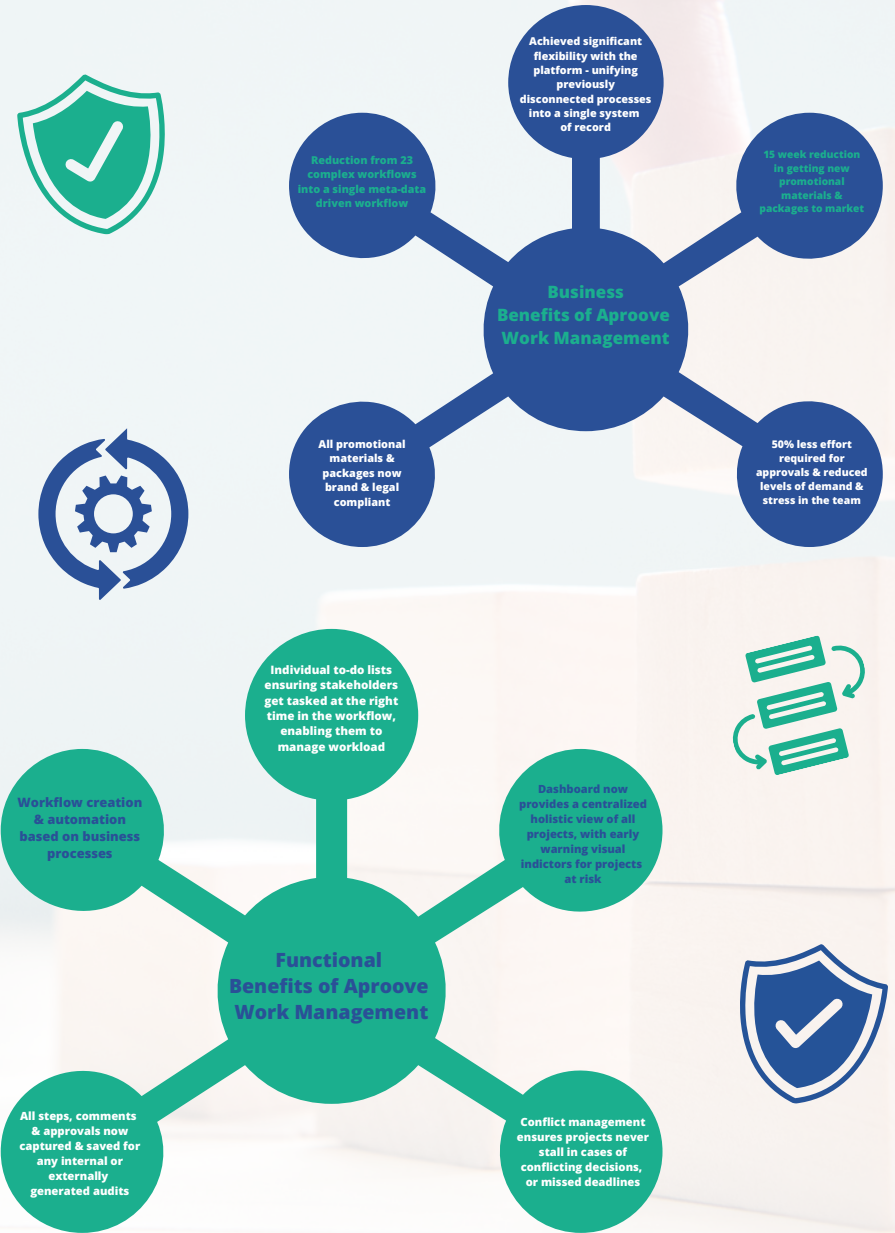 Achieved significant
flexibility with the
platform - unifying
previously
disconnected processes
into a single system
of record
Reduction from 23
complex workflows
into a single meta-data
driven workflow
15 week reduction
in getting new
promotional
materials &
packages to market
Business
Benefits of Aproove
Work Management
All promotional
materials &
packages now
brand & legal
compliant
50% less effort
required for
approvals & reduced
levels of demand &
stress in the team
Individual to-do lists
ensuring stakeholders
get tasked at the right
time in the workflow,
enabling them to
manage workload
Workflow creation
& automation
based on business
processes
Dashboard now
provides a centralized
holistic view of all
projects, with early
warning visual
indictors for projects
at risk
Functional
Benefits of Aproove
Work Management
All steps, comments
& approvals now
captured & saved for
any internal or
externally
generated audits
Conflict management
ensures projects never
stall in cases of
conflicting decisions,
or missed deadlines